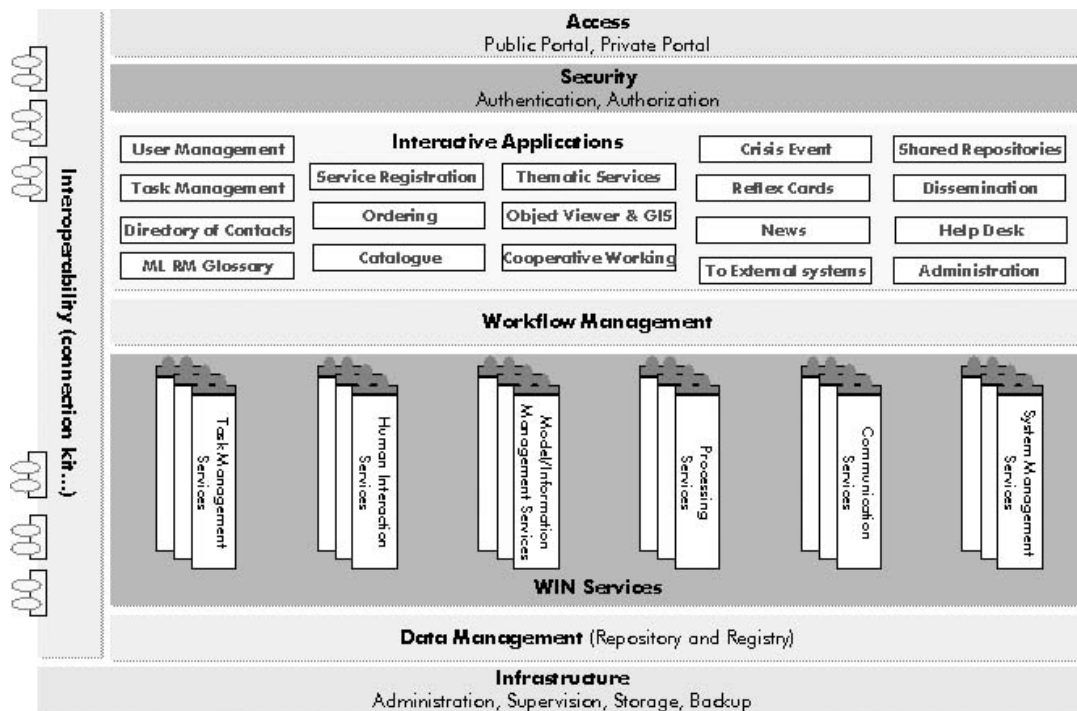 Access
Public Portal, Private Portal
Security
Authentication, Authorization
Interoperability (connection kit...)
Interactive Applications
User Management
Task Management
Directory of Contacts
ML RM Glossary
Service Registration
Ordering
Catalogue
Thematic Services
Objed Viewer & GIS
Cooperative Working
Crisis Event
Reflex Cards
News
To External systems
Shared Repositories
Dissemination
Help Desk
Administration
Workflow Management
Task Management
Services
Human Interaction
Services
Model/Information
Management Services
Processing
Services
Communication
Services
System Management
Services
WIN Services
Data Management (Repository and Registry)
Infrastructure
Administration, Supervision, Storage, Backup